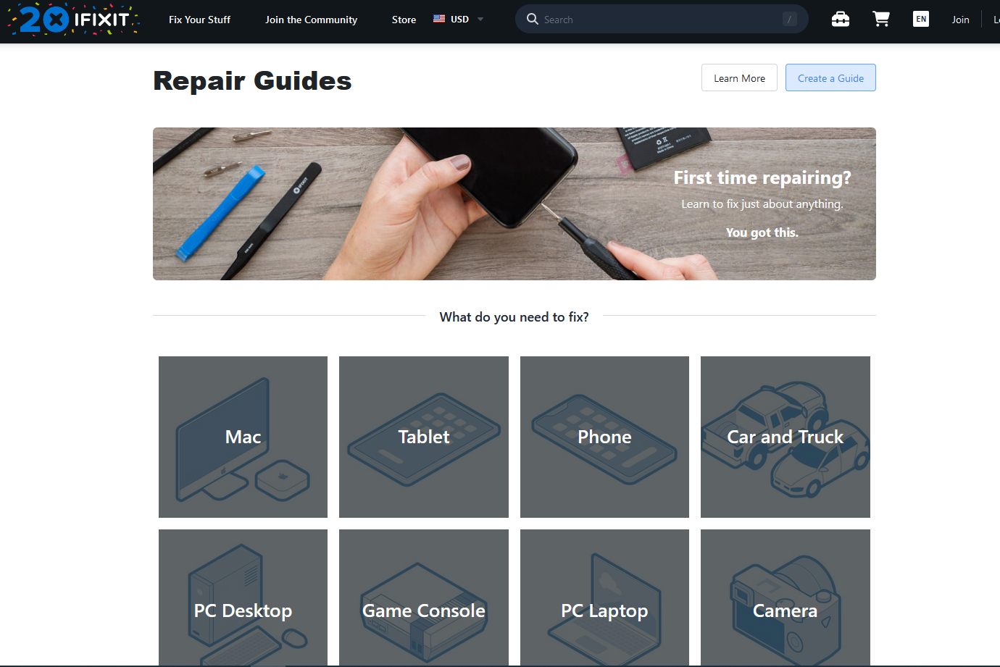 20 IFIXIT
Fix Your Stuff
Join the Community
Store
USD
Search
/
EN
Join
Repair Guides
Learn More
Create a Guide
IFIXIT
First time repairing?
Learn to fix just about anything.
You got this.
What do you need to fix?
Mac
Tablet
Phone
Car and Truck
PC Desktop
Game Console
PC Laptop
Camera